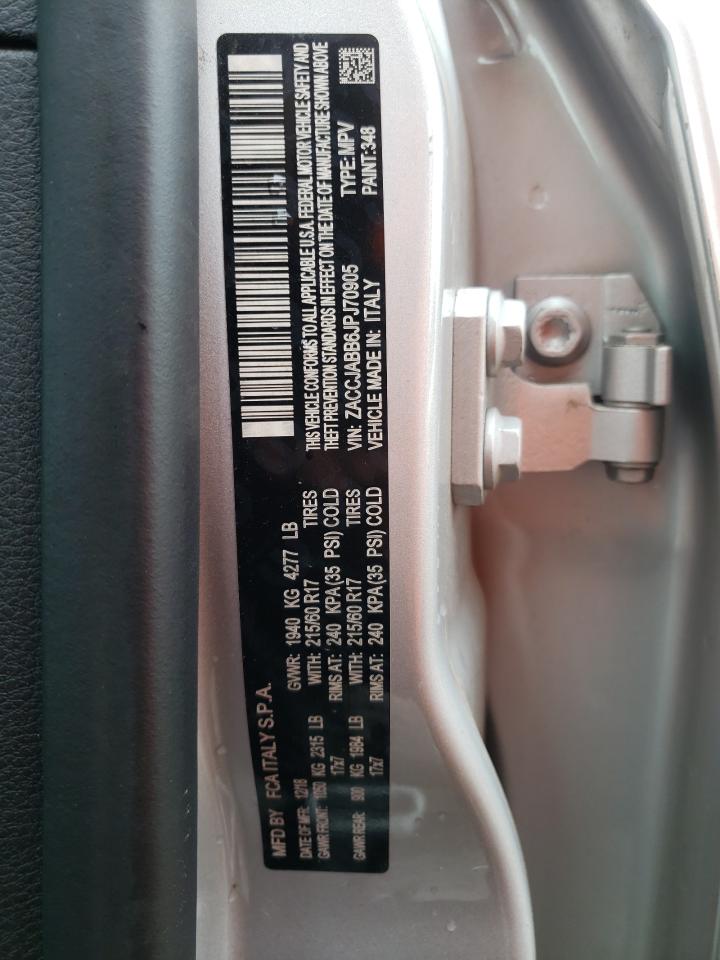 MFD BY FCA ITALY S.P.A.
DATE OF MFR: 12/18 GVWR: 1940 KG 4277 LB
GAWR FRONT: 1050 KG 2315 LB WITH: 215/60 R17 TIRES
17x7 RIMS AT: 240 KPA (35 PSI) COLD
GAWR REAR: 900 KG 1984 LB WITH: 215/60 R17 TIRES
17x7 RIMS AT: 240 KPA (35 PSI) COLD
THIS VEHICLE CONFORMS TO ALL APPLICABLE U.S.A. FEDERAL MOTOR VEHICLE SAFETY AND
THEFT PREVENTION STANDARDS IN EFFECT ON THE DATE OF MANUFACTURE SHOWN ABOVE
VIN: ZACCJABB6JPJ70905 TYPE: MPV
VEHICLE MADE IN: ITALY PAINT: 348